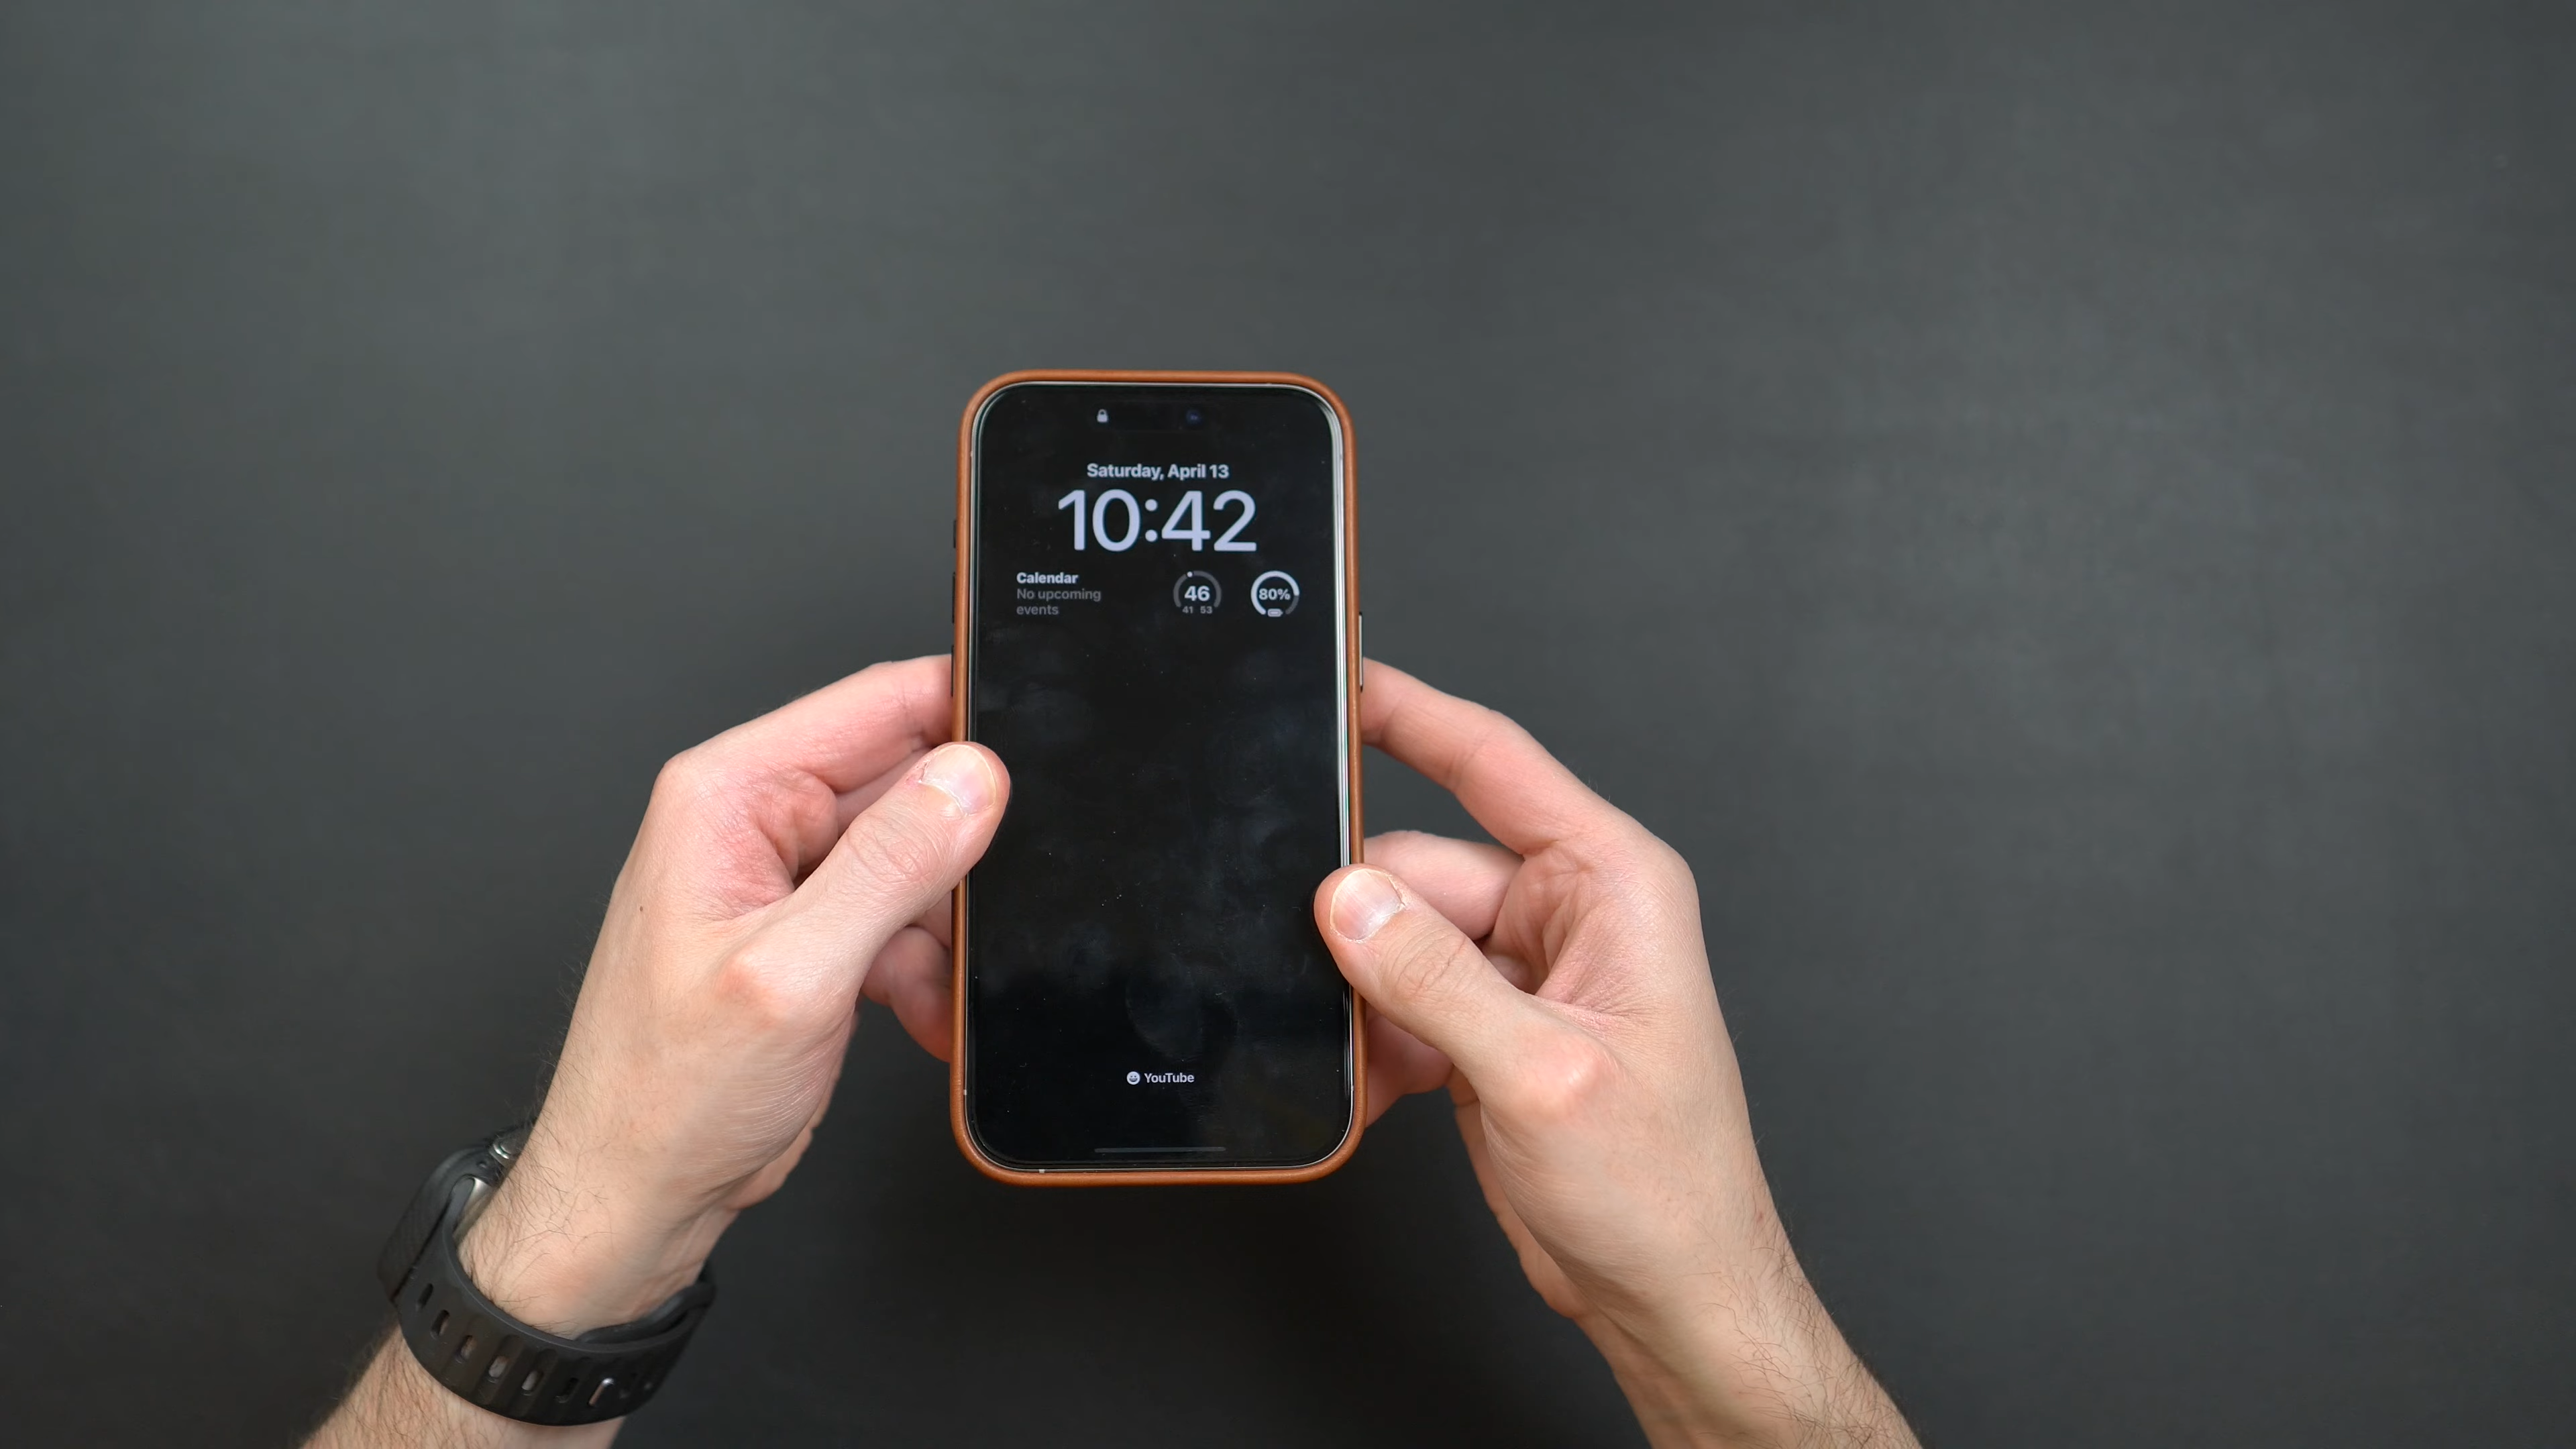 Saturday, April 13
10:42
Calendar
No upcoming
events
46
41 53
80%
YouTube